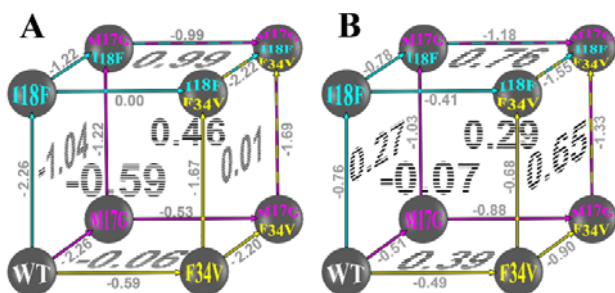 A
-0.99
M17G
I18F
-1.22
0.99
I18F
F34V
M17G
-2.22
I18F
0.00
I18F
F34V
0.46
-1.04
-1.22
0.01
-1.69
-2.26
-0.59
-1.67
M17G
-0.53
M17G
F34V
-2.26
-0.06
-2.20
WT
-0.59
F34V
B
-1.18
M17G
I18F
-0.78
0.76
M17G
I18F
F34V
-1.55
I18F
-0.41
I18F
F34V
0.29
0.27
-1.03
0.65
-1.33
-0.76
-0.07
-0.68
M17G
-0.88
M17G
F34V
-0.51
0.39
-0.90
WT
-0.49
F34V